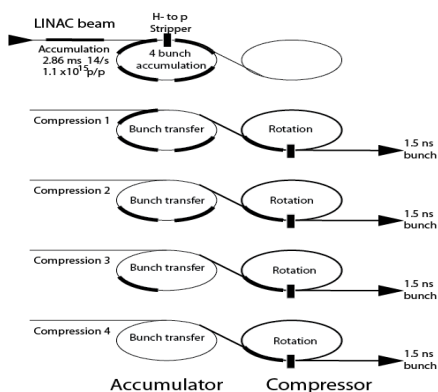 LINAC beam
H- to p
Stripper
Accumulation
2.86 ms 14/s
1.1 x10¹⁵p/p
4 bunch
accumulation
Compression 1
Bunch transfer
Rotation
1.5 ns
bunch
Compression 2
Bunch transfer
Rotation
1.5 ns
bunch
Compression 3
Bunch transfer
Rotation
1.5 ns
bunch
Compression 4
Bunch transfer
Rotation
1.5 ns
bunch
Accumulator Compressor